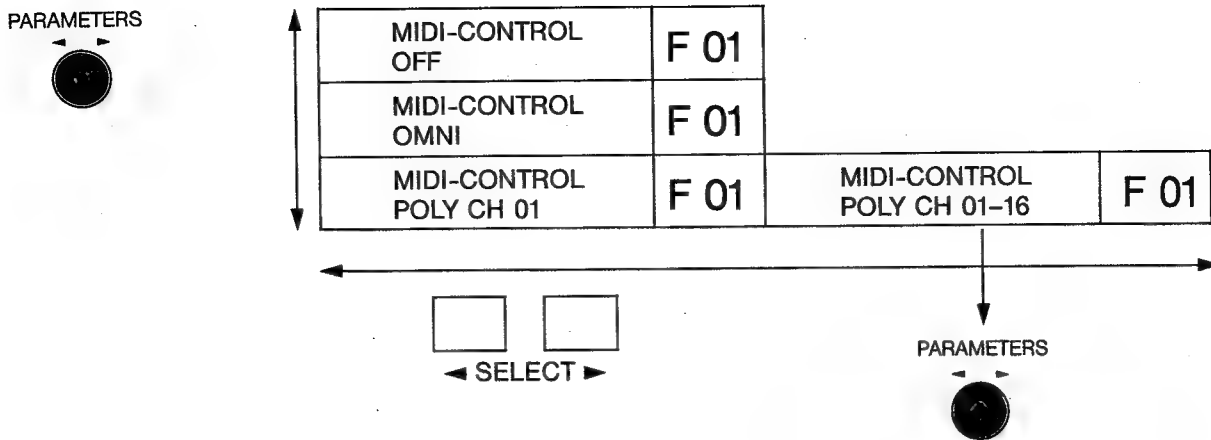 PARAMETERS
MIDI-CONTROL
OFF
F 01
MIDI-CONTROL
OMNI
F 01
MIDI-CONTROL
POLY CH 01
F 01
MIDI-CONTROL
POLY CH 01–16
F 01
◄ SELECT ►
PARAMETERS